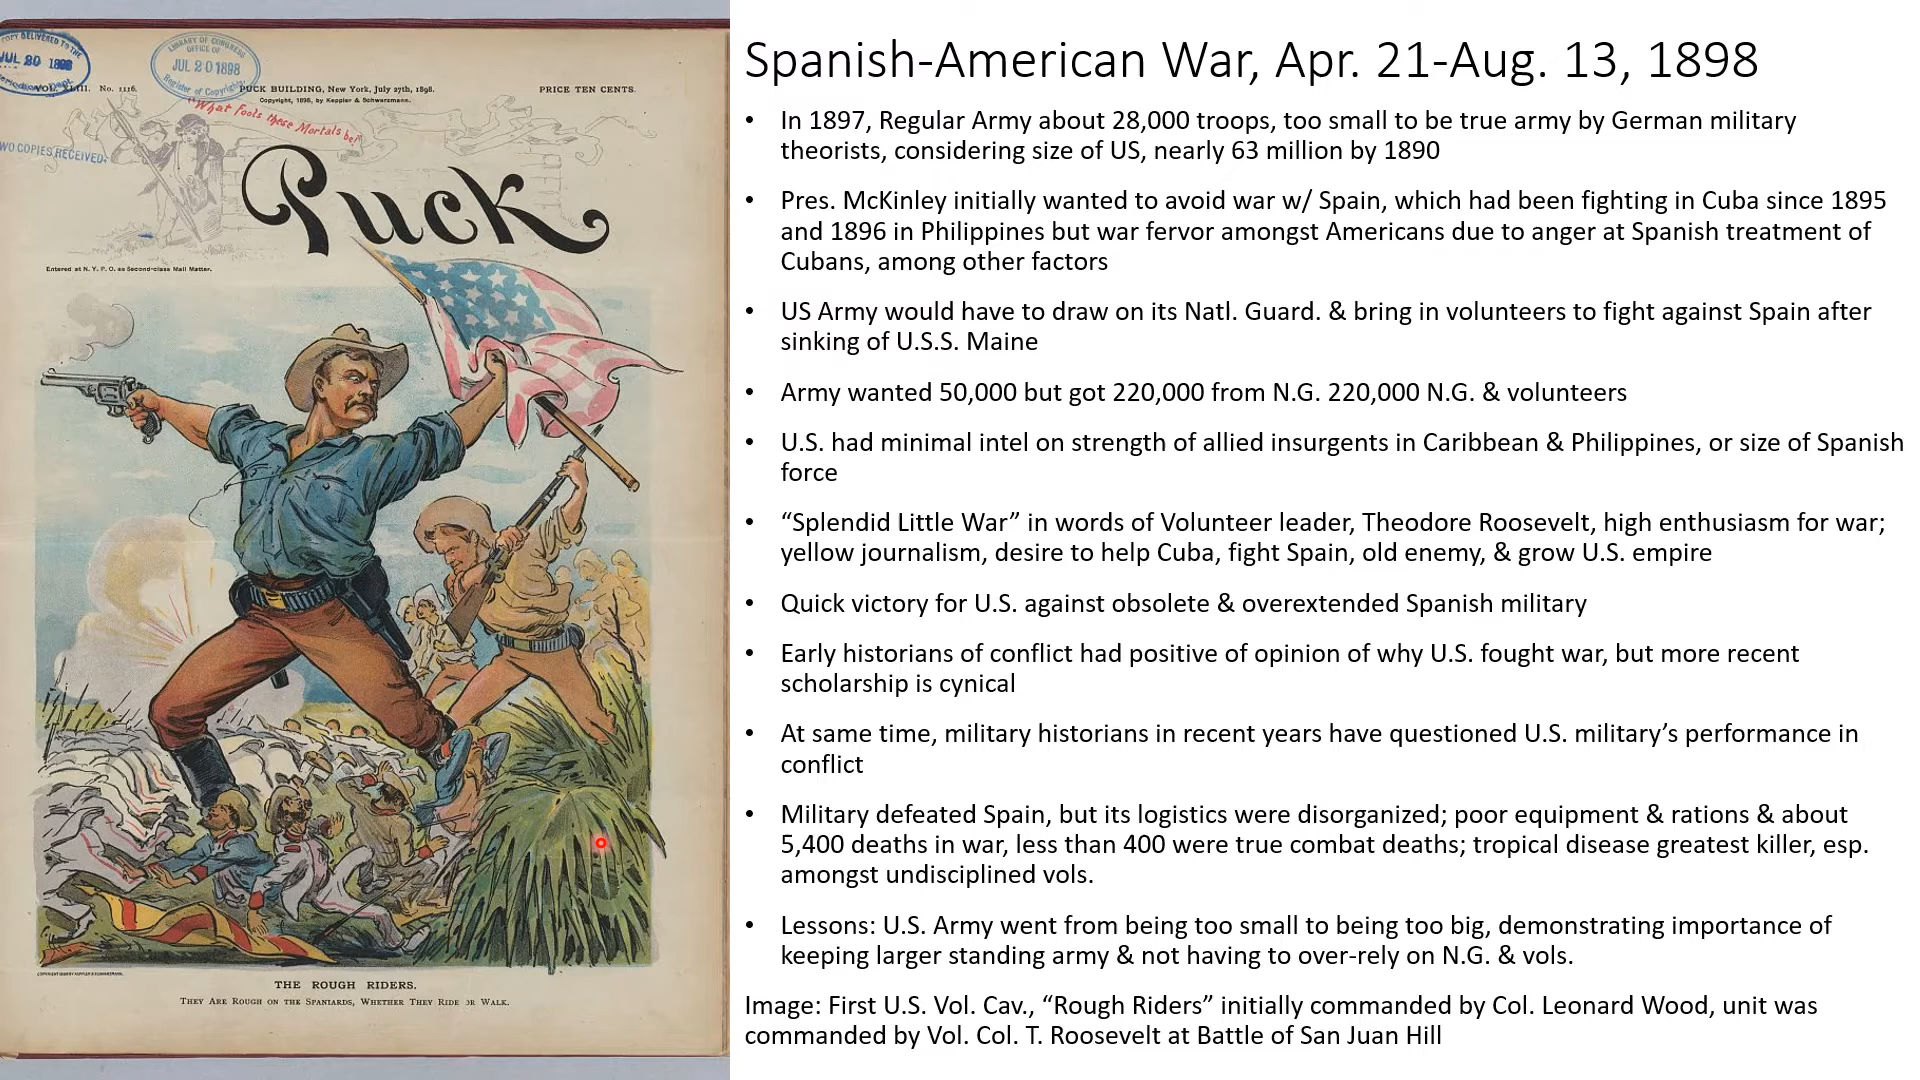 COPY DELIVERED TO THE
JUL 20 1898
LIBRARY OF CONGRESS
OFFICE OF
JUL 20 1898
Register of Copyrights
TWO COPIES RECEIVED.
VOL. XLIII. No. 1116.
PUCK BUILDING, New York, July 27th, 1898.
Copyright, 1898, by Keppler & Schwarzmann.
PRICE TEN CENTS.
"What Fools these Mortals be!"
Puck
Entered at N. Y. P. O. as Second-class Mail Matter.
THE ROUGH RIDERS.
They Are Rough on the Spaniards, Whether They Ride or Walk.
Spanish-American War, Apr. 21-Aug. 13, 1898
• In 1897, Regular Army about 28,000 troops, too small to be true army by German military
theorists, considering size of US, nearly 63 million by 1890
• Pres. McKinley initially wanted to avoid war w/ Spain, which had been fighting in Cuba since 1895
and 1896 in Philippines but war fervor amongst Americans due to anger at Spanish treatment of
Cubans, among other factors
• US Army would have to draw on its Natl. Guard. & bring in volunteers to fight against Spain after
sinking of U.S.S. Maine
• Army wanted 50,000 but got 220,000 from N.G. 220,000 N.G. & volunteers
• U.S. had minimal intel on strength of allied insurgents in Caribbean & Philippines, or size of Spanish
force
• “Splendid Little War” in words of Volunteer leader, Theodore Roosevelt, high enthusiasm for war;
yellow journalism, desire to help Cuba, fight Spain, old enemy, & grow U.S. empire
• Quick victory for U.S. against obsolete & overextended Spanish military
• Early historians of conflict had positive of opinion of why U.S. fought war, but more recent
scholarship is cynical
• At same time, military historians in recent years have questioned U.S. military’s performance in
conflict
• Military defeated Spain, but its logistics were disorganized; poor equipment & rations & about
5,400 deaths in war, less than 400 were true combat deaths; tropical disease greatest killer, esp.
amongst undisciplined vols.
• Lessons: U.S. Army went from being too small to being too big, demonstrating importance of
keeping larger standing army & not having to over-rely on N.G. & vols.
Image: First U.S. Vol. Cav., “Rough Riders” initially commanded by Col. Leonard Wood, unit was
commanded by Vol. Col. T. Roosevelt at Battle of San Juan Hill